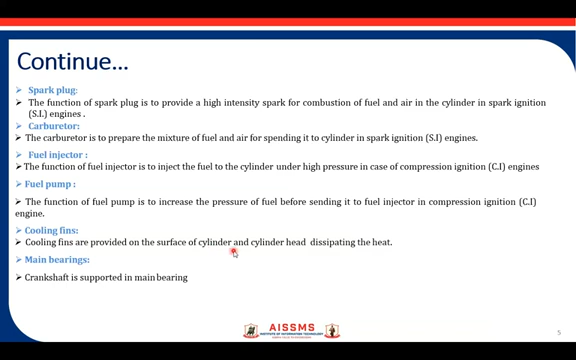 Continue...
Spark plug:
The function of spark plug is to provide a high intensity spark for combustion of fuel and air in the cylinder in spark ignition
(S.I.) engines .
Carburetor:
The carburetor is to prepare the mixture of fuel and air for spending it to cylinder in spark ignition (S.I) engines.
Fuel injector :
The function of fuel injector is to inject the fuel to the cylinder under high pressure in case of compression ignition (C.I) engines
Fuel pump :
The function of fuel pump is to increase the pressure of fuel before sending it to fuel injector in compression ignition (C.I)
engine.
Cooling fins:
Cooling fins are provided on the surface of cylinder and cylinder head dissipating the heat.
Main bearings:
Crankshaft is supported in main bearing
AISSMS
INSTITUTE OF INFORMATION TECHNOLOGY
5